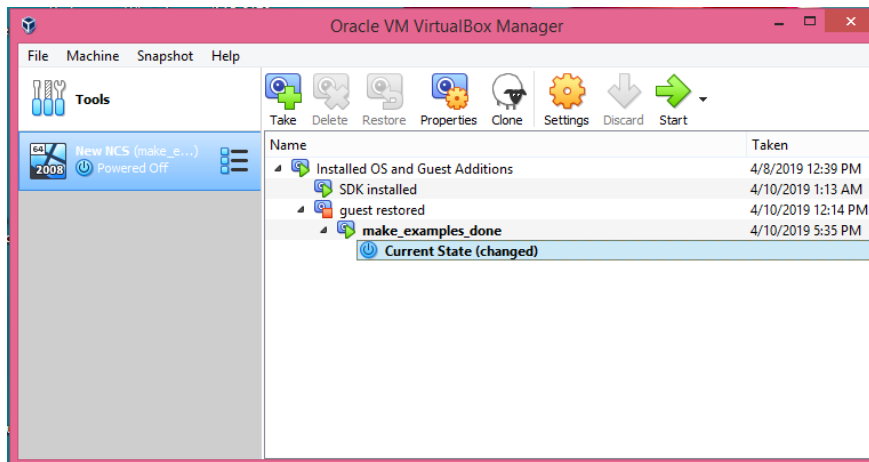 Oracle VM VirtualBox Manager
File Machine Snapshot Help
Tools
Take Delete Restore Properties Clone Settings Discard Start
64
2008
New NCS (make_e...)
Powered Off
Name Taken
Installed OS and Guest Additions 4/8/2019 12:39 PM
SDK installed 4/10/2019 1:13 AM
guest restored 4/10/2019 12:14 PM
make_examples_done 4/10/2019 5:35 PM
Current State (changed)